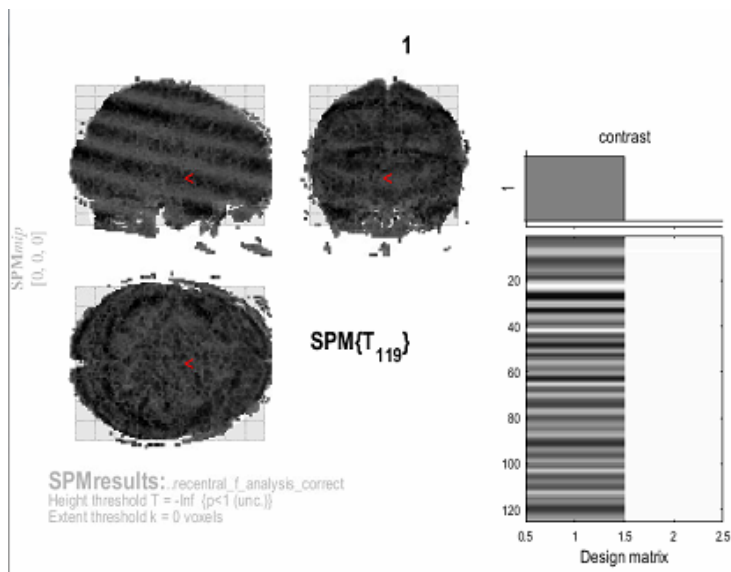 1
contrast
1
SPMmip
[0, 0, 0]
SPM{T119}
20
40
60
80
100
120
0.5 1 1.5 2 2.5
Design matrix
SPMresults: ..recentral_f_analysis_correct
Height threshold T = -Inf {p<1 (unc.)}
Extent threshold k = 0 voxels